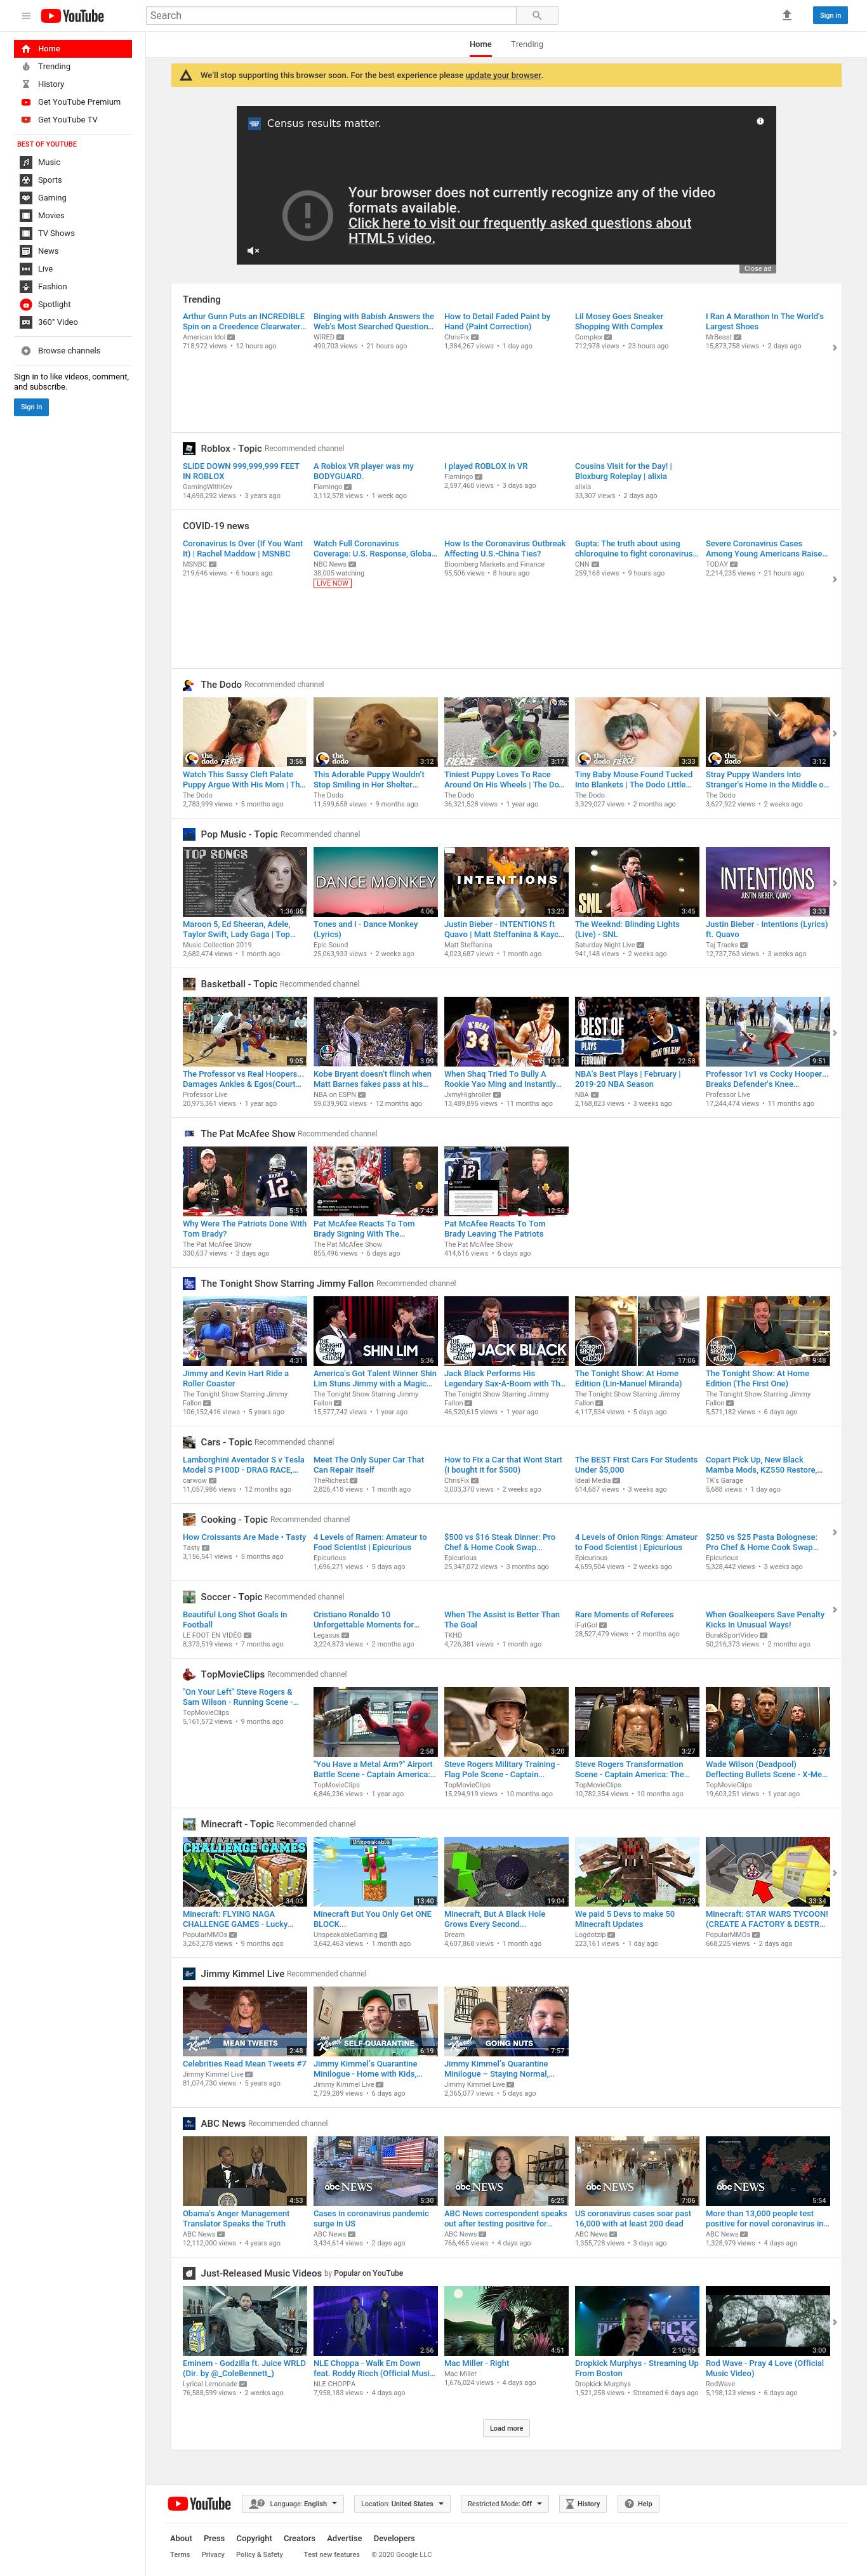 YouTube
Search
Sign in
Home
Trending
History
Get YouTube Premium
Get YouTube TV
BEST OF YOUTUBE
Music
Sports
Gaming
Movies
TV Shows
News
Live
Fashion
Spotlight
360° Video
Browse channels
Sign in to like videos, comment,
and subscribe.
Sign in
Home
Trending
We'll stop supporting this browser soon. For the best experience please update your browser.
Census results matter.
Your browser does not currently recognize any of the video
formats available.
Click here to visit our frequently asked questions about
HTML5 video.
Close ad
Trending
Arthur Gunn Puts an INCREDIBLE
Spin on a Creedence Clearwater...
American Idol
718,972 views • 12 hours ago
Binging with Babish Answers the
Web's Most Searched Question...
WIRED
490,703 views • 21 hours ago
How to Detail Faded Paint by
Hand (Paint Correction)
ChrisFix
1,384,267 views • 1 day ago
Lil Mosey Goes Sneaker
Shopping With Complex
Complex
712,978 views • 23 hours ago
I Ran A Marathon In The World's
Largest Shoes
MrBeast
15,873,758 views • 2 days ago
Roblox - Topic Recommended channel
SLIDE DOWN 999,999,999 FEET
IN ROBLOX
GamingWithKev
14,698,292 views • 3 years ago
A Roblox VR player was my
BODYGUARD.
Flamingo
3,112,578 views • 1 week ago
I played ROBLOX in VR
Flamingo
2,597,460 views • 3 days ago
Cousins Visit for the Day! |
Bloxburg Roleplay | alixia
alixia
33,307 views • 2 days ago
COVID-19 news
Coronavirus Is Over (If You Want
It) | Rachel Maddow | MSNBC
MSNBC
219,646 views • 6 hours ago
Watch Full Coronavirus
Coverage: U.S. Response, Globa...
NBC News
38,005 watching
LIVE NOW
How Is the Coronavirus Outbreak
Affecting U.S.-China Ties?
Bloomberg Markets and Finance
95,506 views • 8 hours ago
Gupta: The truth about using
chloroquine to fight coronavirus...
CNN
259,168 views • 9 hours ago
Severe Coronavirus Cases
Among Young Americans Raise...
TODAY
2,214,235 views • 21 hours ago
The Dodo Recommended channel
the dodo FIERCE
3:56
Watch This Sassy Cleft Palate
Puppy Argue With His Mom | Th...
The Dodo
2,783,999 views • 5 months ago
the dodo
3:12
This Adorable Puppy Wouldn't
Stop Smiling in Her Shelter...
The Dodo
11,599,658 views • 9 months ago
FIERCE
3:17
Tiniest Puppy Loves To Race
Around On His Wheels | The Do...
The Dodo
36,321,528 views • 1 year ago
the dodo FIERCE
3:33
Tiny Baby Mouse Found Tucked
Into Blankets | The Dodo Little...
The Dodo
3,329,027 views • 2 months ago
the dodo
3:12
Stray Puppy Wanders Into
Stranger's Home in the Middle o...
The Dodo
3,627,922 views • 2 weeks ago
Pop Music - Topic Recommended channel
TOP SONGS
1:36:05
Maroon 5, Ed Sheeran, Adele,
Taylor Swift, Lady Gaga | Top...
Music Collection 2019
2,682,474 views • 1 month ago
DANCE MONKEY
4:06
Tones and I - Dance Monkey
(Lyrics)
Epic Sound
25,063,933 views • 2 weeks ago
INTENTIONS
13:23
Justin Bieber - INTENTIONS ft
Quavo | Matt Steffanina & Kayc...
Matt Steffanina
4,023,687 views • 1 month ago
SNL
3:45
The Weeknd: Blinding Lights
(Live) - SNL
Saturday Night Live
941,148 views • 2 weeks ago
INTENTIONS
JUSTIN BIEBER, QUAVO
3:33
Justin Bieber - Intentions (Lyrics)
ft. Quavo
Taj Tracks
12,737,763 views • 3 weeks ago
Basketball - Topic Recommended channel
9:05
The Professor vs Real Hoopers...
Damages Ankles & Egos(Court...
Professor Live
20,975,361 views • 1 year ago
3:09
Kobe Bryant doesn't flinch when
Matt Barnes fakes pass at his...
NBA on ESPN
59,039,902 views • 12 months ago
O'NEAL
34
10:12
When Shaq Tried To Bully A
Rookie Yao Ming and Instantly...
JxmyHighroller
13,489,895 views • 11 months ago
BEST OF
PLAYS
FEBRUARY
NEW ORLEANS
22:58
NBA's Best Plays | February |
2019-20 NBA Season
NBA
2,168,823 views • 3 weeks ago
9:51
Professor 1v1 vs Cocky Hooper...
Breaks Defender's Knee...
Professor Live
17,244,474 views • 11 months ago
The Pat McAfee Show Recommended channel
BRADY
12
5:51
Why Were The Patriots Done With
Tom Brady?
The Pat McAfee Show
330,637 views • 3 days ago
7:42
Pat McAfee Reacts To Tom
Brady Signing With The...
The Pat McAfee Show
855,496 views • 6 days ago
12
12:56
Pat McAfee Reacts To Tom
Brady Leaving The Patriots
The Pat McAfee Show
414,616 views • 6 days ago
The Tonight Show Starring Jimmy Fallon Recommended channel
4:31
Jimmy and Kevin Hart Ride a
Roller Coaster
The Tonight Show Starring Jimmy
Fallon
106,152,416 views • 5 years ago
THE TONIGHT SHOW
SHIN LIM
5:36
America's Got Talent Winner Shin
Lim Stuns Jimmy with a Magic...
The Tonight Show Starring Jimmy
Fallon
15,577,742 views • 1 year ago
THE TONIGHT SHOW
JACK BLACK
2:22
Jack Black Performs His
Legendary Sax-A-Boom with Th...
The Tonight Show Starring Jimmy
Fallon
46,520,615 views • 1 year ago
THE TONIGHT SHOW
17:06
The Tonight Show: At Home
Edition (Lin-Manuel Miranda)
The Tonight Show Starring Jimmy
Fallon
4,117,534 views • 5 days ago
THE TONIGHT SHOW
9:48
The Tonight Show: At Home
Edition (The First One)
The Tonight Show Starring Jimmy
Fallon
5,571,182 views • 6 days ago
Cars - Topic Recommended channel
Lamborghini Aventador S v Tesla
Model S P100D - DRAG RACE,...
carwow
11,057,986 views • 12 months ago
Meet The Only Super Car That
Can Repair Itself
TheRichest
2,826,418 views • 1 month ago
How to Fix a Car that Wont Start
(I bought it for $500)
ChrisFix
3,003,370 views • 2 weeks ago
The BEST First Cars For Students
Under $5,000
Ideal Media
614,687 views • 3 weeks ago
Copart Pick Up, New Black
Mamba Mods, KZ550 Restore,...
TK's Garage
5,688 views • 1 day ago
Cooking - Topic Recommended channel
How Croissants Are Made • Tasty
Tasty
3,156,541 views • 5 months ago
4 Levels of Ramen: Amateur to
Food Scientist | Epicurious
Epicurious
1,696,271 views • 5 days ago
$500 vs $16 Steak Dinner: Pro
Chef & Home Cook Swap...
Epicurious
25,347,072 views • 3 months ago
4 Levels of Onion Rings: Amateur
to Food Scientist | Epicurious
Epicurious
4,659,504 views • 2 weeks ago
$250 vs $25 Pasta Bolognese:
Pro Chef & Home Cook Swap...
Epicurious
5,328,442 views • 3 weeks ago
Soccer - Topic Recommended channel
Beautiful Long Shot Goals in
Football
LE FOOT EN VIDÉO
8,373,519 views • 7 months ago
Cristiano Ronaldo 10
Unforgettable Moments for...
Legasus
3,224,873 views • 2 months ago
When The Assist is Better Than
The Goal
TKHD
4,726,381 views • 1 month ago
Rare Moments of Referees
iFutGol
28,527,479 views • 2 months ago
When Goalkeepers Save Penalty
Kicks In Unusual Ways!
BurakSportVideo
50,216,373 views • 2 months ago
TopMovieClips Recommended channel
"On Your Left" Steve Rogers &
Sam Wilson - Running Scene -...
TopMovieClips
5,161,572 views • 9 months ago
2:58
"You Have a Metal Arm?" Airport
Battle Scene - Captain America:...
TopMovieClips
6,846,236 views • 1 year ago
3:20
Steve Rogers Military Training -
Flag Pole Scene - Captain...
TopMovieClips
15,294,919 views • 10 months ago
3:27
Steve Rogers Transformation
Scene - Captain America: The...
TopMovieClips
10,782,354 views • 10 months ago
2:37
Wade Wilson (Deadpool)
Deflecting Bullets Scene - X-Me...
TopMovieClips
19,603,251 views • 1 year ago
Minecraft - Topic Recommended channel
CHALLENGE GAMES
34:03
Minecraft: FLYING NAGA
CHALLENGE GAMES - Lucky...
PopularMMOs
3,263,278 views • 9 months ago
Unspeakable
13:40
Minecraft But You Only Get ONE
BLOCK...
UnspeakableGaming
3,642,463 views • 1 month ago
19:04
Minecraft, But A Black Hole
Grows Every Second...
Dream
4,607,868 views • 1 month ago
17:23
We paid 5 Devs to make 50
Minecraft Updates
Logdotzip
223,161 views • 1 day ago
33:34
Minecraft: STAR WARS TYCOON!
(CREATE A FACTORY & DESTR...
PopularMMOs
668,225 views • 2 days ago
Jimmy Kimmel Live Recommended channel
MEAN TWEETS
2:48
Celebrities Read Mean Tweets #7
Jimmy Kimmel Live
81,074,730 views • 5 years ago
SELF-QUARANTINE
6:19
Jimmy Kimmel's Quarantine
Minilogue - Home with Kids,...
Jimmy Kimmel Live
2,729,289 views • 6 days ago
GOING NUTS
7:57
Jimmy Kimmel's Quarantine
Minilogue – Staying Normal,...
Jimmy Kimmel Live
2,365,077 views • 5 days ago
ABC News Recommended channel
4:53
Obama's Anger Management
Translator Speaks the Truth
ABC News
12,112,000 views • 4 years ago
abc NEWS
5:30
Cases in coronavirus pandemic
surge in US
ABC News
3,434,614 views • 2 days ago
abc NEWS
6:25
ABC News correspondent speaks
out after testing positive for...
ABC News
766,465 views • 4 days ago
abc NEWS
7:06
US coronavirus cases soar past
16,000 with at least 200 dead
ABC News
1,355,728 views • 3 days ago
abc NEWS
5:54
More than 13,000 people test
positive for novel coronavirus in...
ABC News
1,328,979 views • 4 days ago
Just-Released Music Videos by Popular on YouTube
4:27
Eminem - Godzilla ft. Juice WRLD
(Dir. by @_ColeBennett_)
Lyrical Lemonade
76,588,599 views • 2 weeks ago
2:56
NLE Choppa - Walk Em Down
feat. Roddy Ricch (Official Musi...
NLE CHOPPA
7,958,183 views • 4 days ago
4:51
Mac Miller - Right
Mac Miller
1,676,024 views • 4 days ago
2:10:55
Dropkick Murphys - Streaming Up
From Boston
Dropkick Murphys
1,521,258 views • Streamed 6 days ago
3:00
Rod Wave - Pray 4 Love (Official
Music Video)
RodWave
5,198,123 views • 6 days ago
Load more
YouTube
Language: English
Location: United States
Restricted Mode: Off
History
Help
About Press Copyright Creators Advertise Developers
Terms Privacy Policy & Safety Test new features © 2020 Google LLC